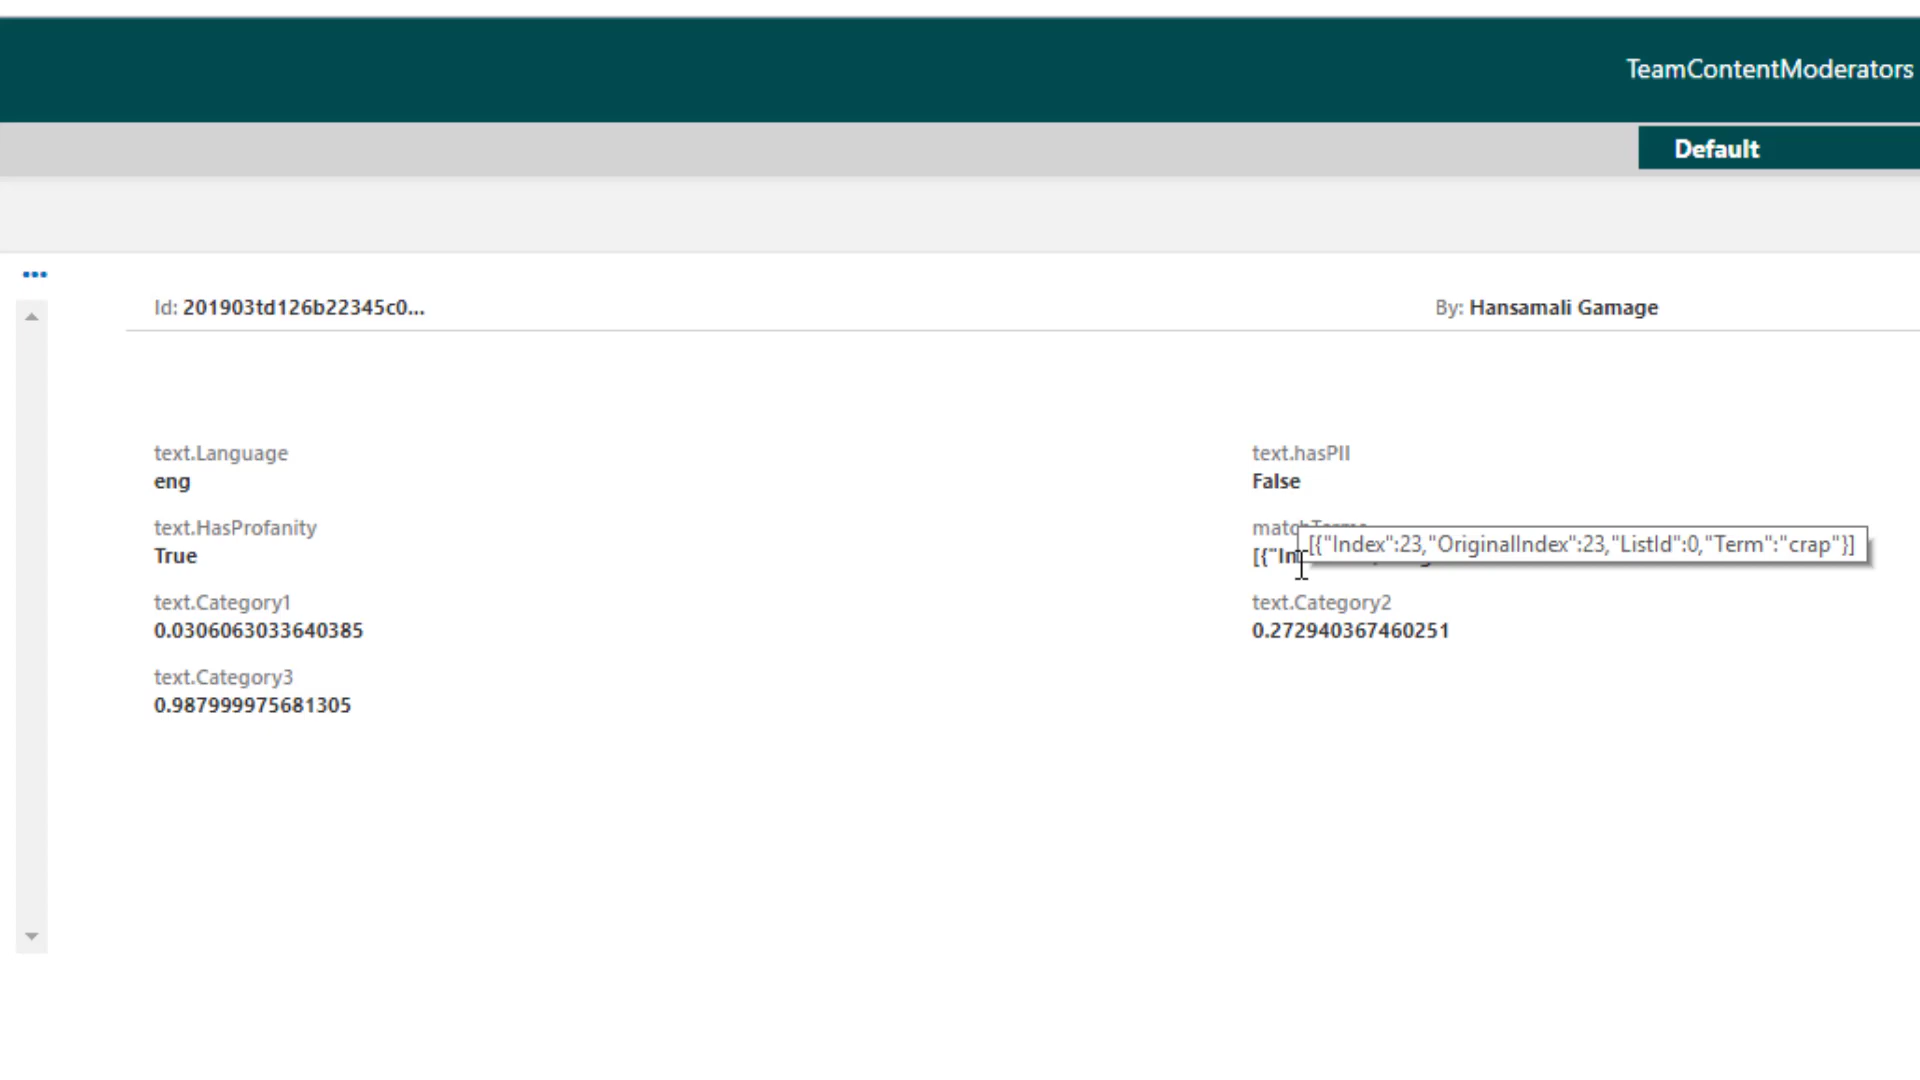 TeamContentModerators
Default
Id: 201903td126b22345c0...
By: Hansamali Gamage
text.Language
eng
text.hasPII
False
text.HasProfanity
True
[{"Index":23,"OriginalIndex":23,"ListId":0,"Term":"crap"}]
text.Category1
0.0306063033640385
text.Category2
0.272940367460251
text.Category3
0.987999975681305